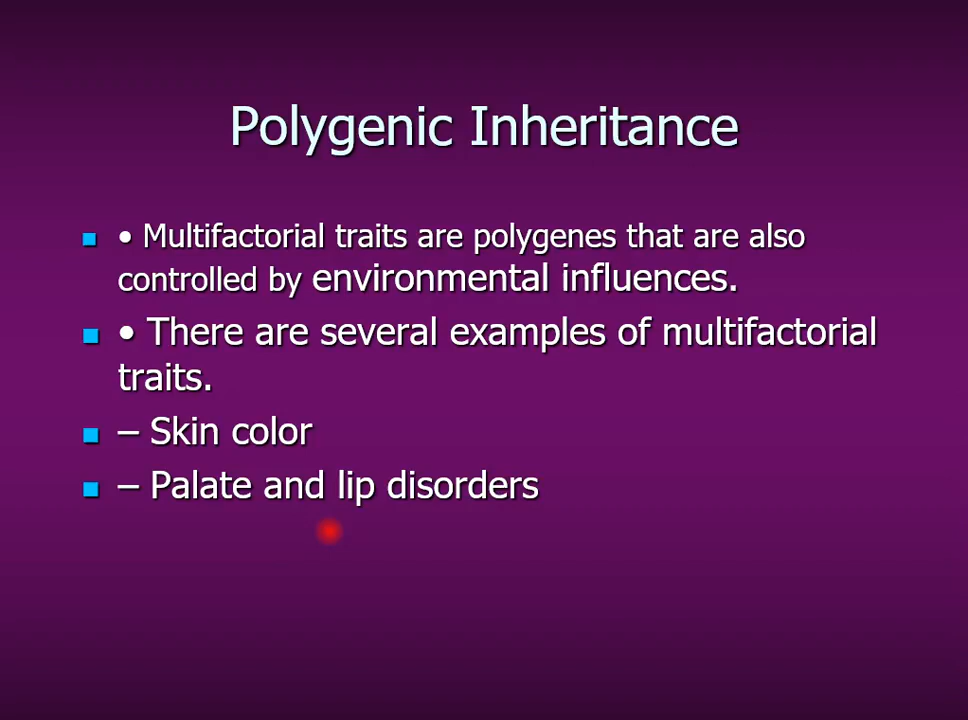 Polygenic Inheritance
• Multifactorial traits are polygenes that are also
controlled by environmental influences.
• There are several examples of multifactorial
traits.
– Skin color
– Palate and lip disorders